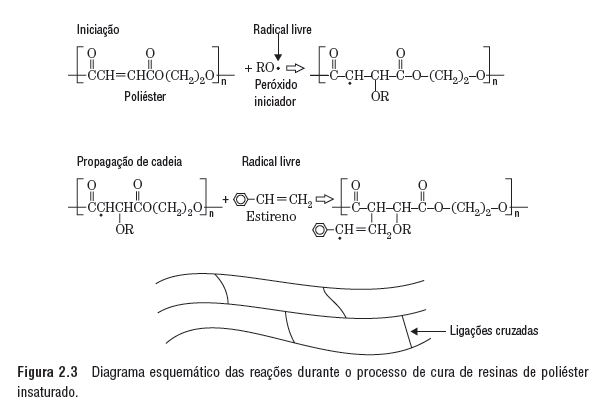 Iniciação
Radical livre
[CCH=CHCO(CH₂)₂O]n + RO• ⇨ [C-CH-CH-C-O-(CH₂)₂-O]n
O O O O
Poliéster
Peróxido
iniciador
OR
Propagação de cadeia
Radical livre
[CCHCHCO(CH₂)₂O]n + CH=CH₂ ⇨ [C-CH-CH-C-O-(CH₂)₂-O]n
O O O O
Estireno
OR
CH=CH₂OR
Ligações cruzadas
Figura 2.3 Diagrama esquemático das reações durante o processo de cura de resinas de poliéster
insaturado.